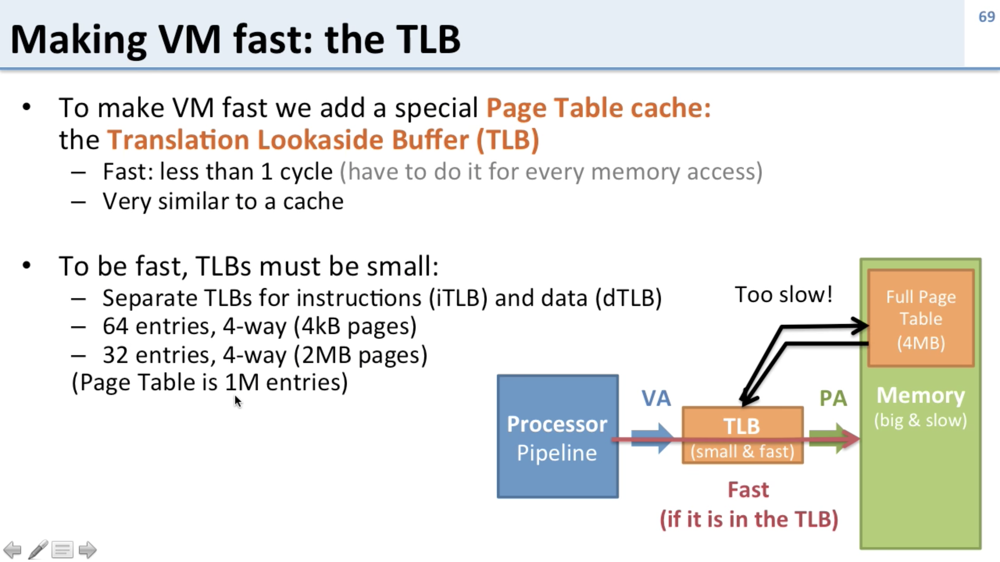 69
Making VM fast: the TLB
• To make VM fast we add a special Page Table cache:
the Translation Lookaside Buffer (TLB)
– Fast: less than 1 cycle (have to do it for every memory access)
– Very similar to a cache
• To be fast, TLBs must be small:
– Separate TLBs for instructions (iTLB) and data (dTLB)
– 64 entries, 4-way (4kB pages)
– 32 entries, 4-way (2MB pages)
(Page Table is 1M entries)
Too slow!
Full Page
Table
(4MB)
Processor
Pipeline
VA
TLB
(small & fast)
PA
Memory
(big & slow)
Fast
(if it is in the TLB)